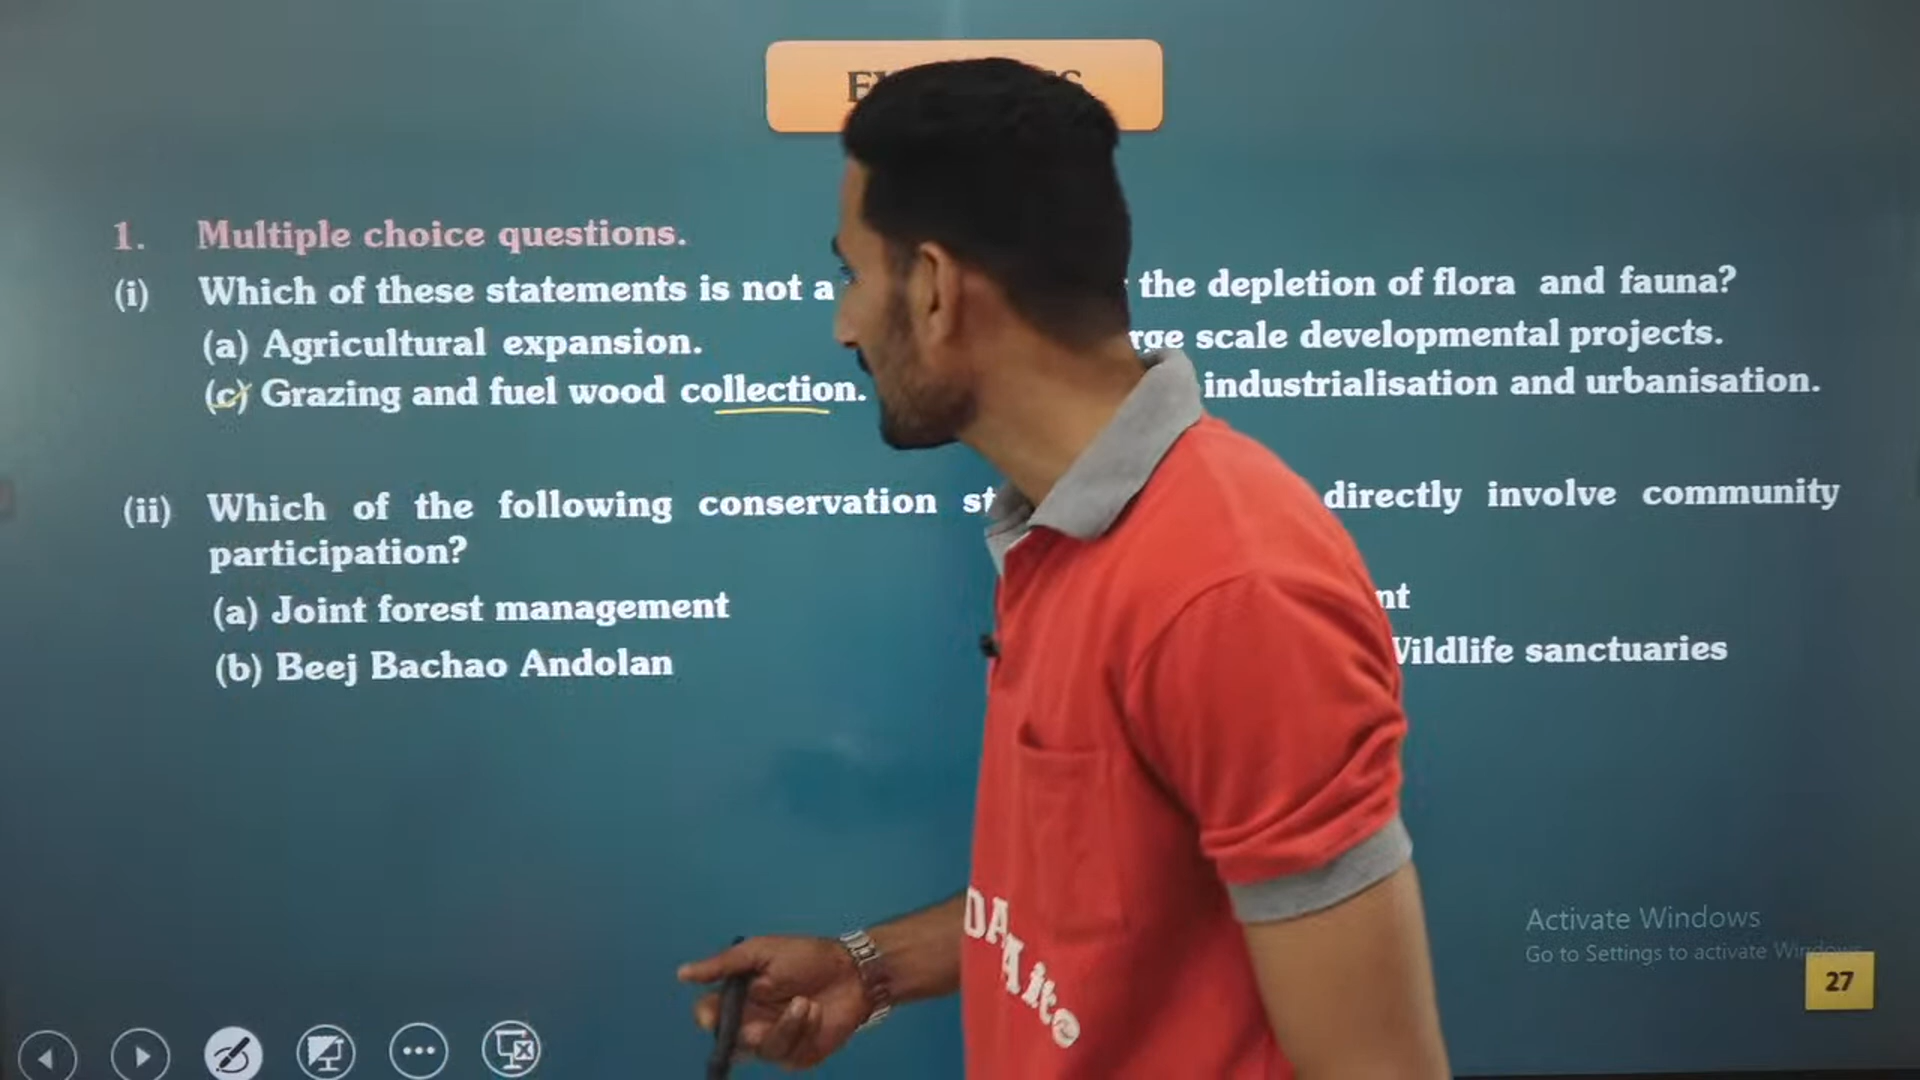 1. Multiple choice questions.
(i) Which of these statements is not a the depletion of flora and fauna?
(a) Agricultural expansion. scale developmental projects.
(c) Grazing and fuel wood collection. industrialisation and urbanisation.
(ii) Which of the following conservation directly involve community
participation?
(a) Joint forest management
(b) Beej Bachao Andolan Wildlife sanctuaries
Activate Windows
Go to Settings to activate Windows
27